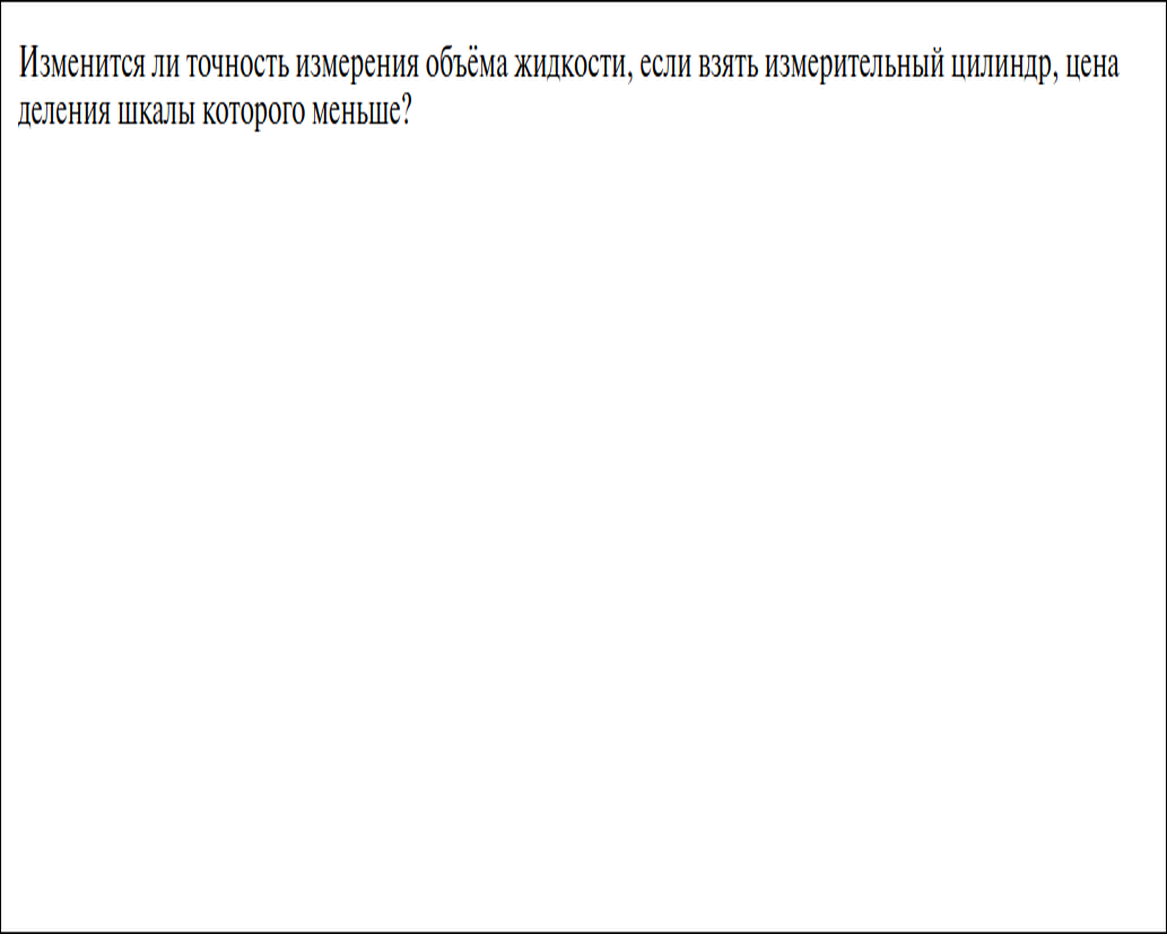 Изменится ли точность измерения объёма жидкости, если взять измерительный цилиндр, цена
деления шкалы которого меньше?